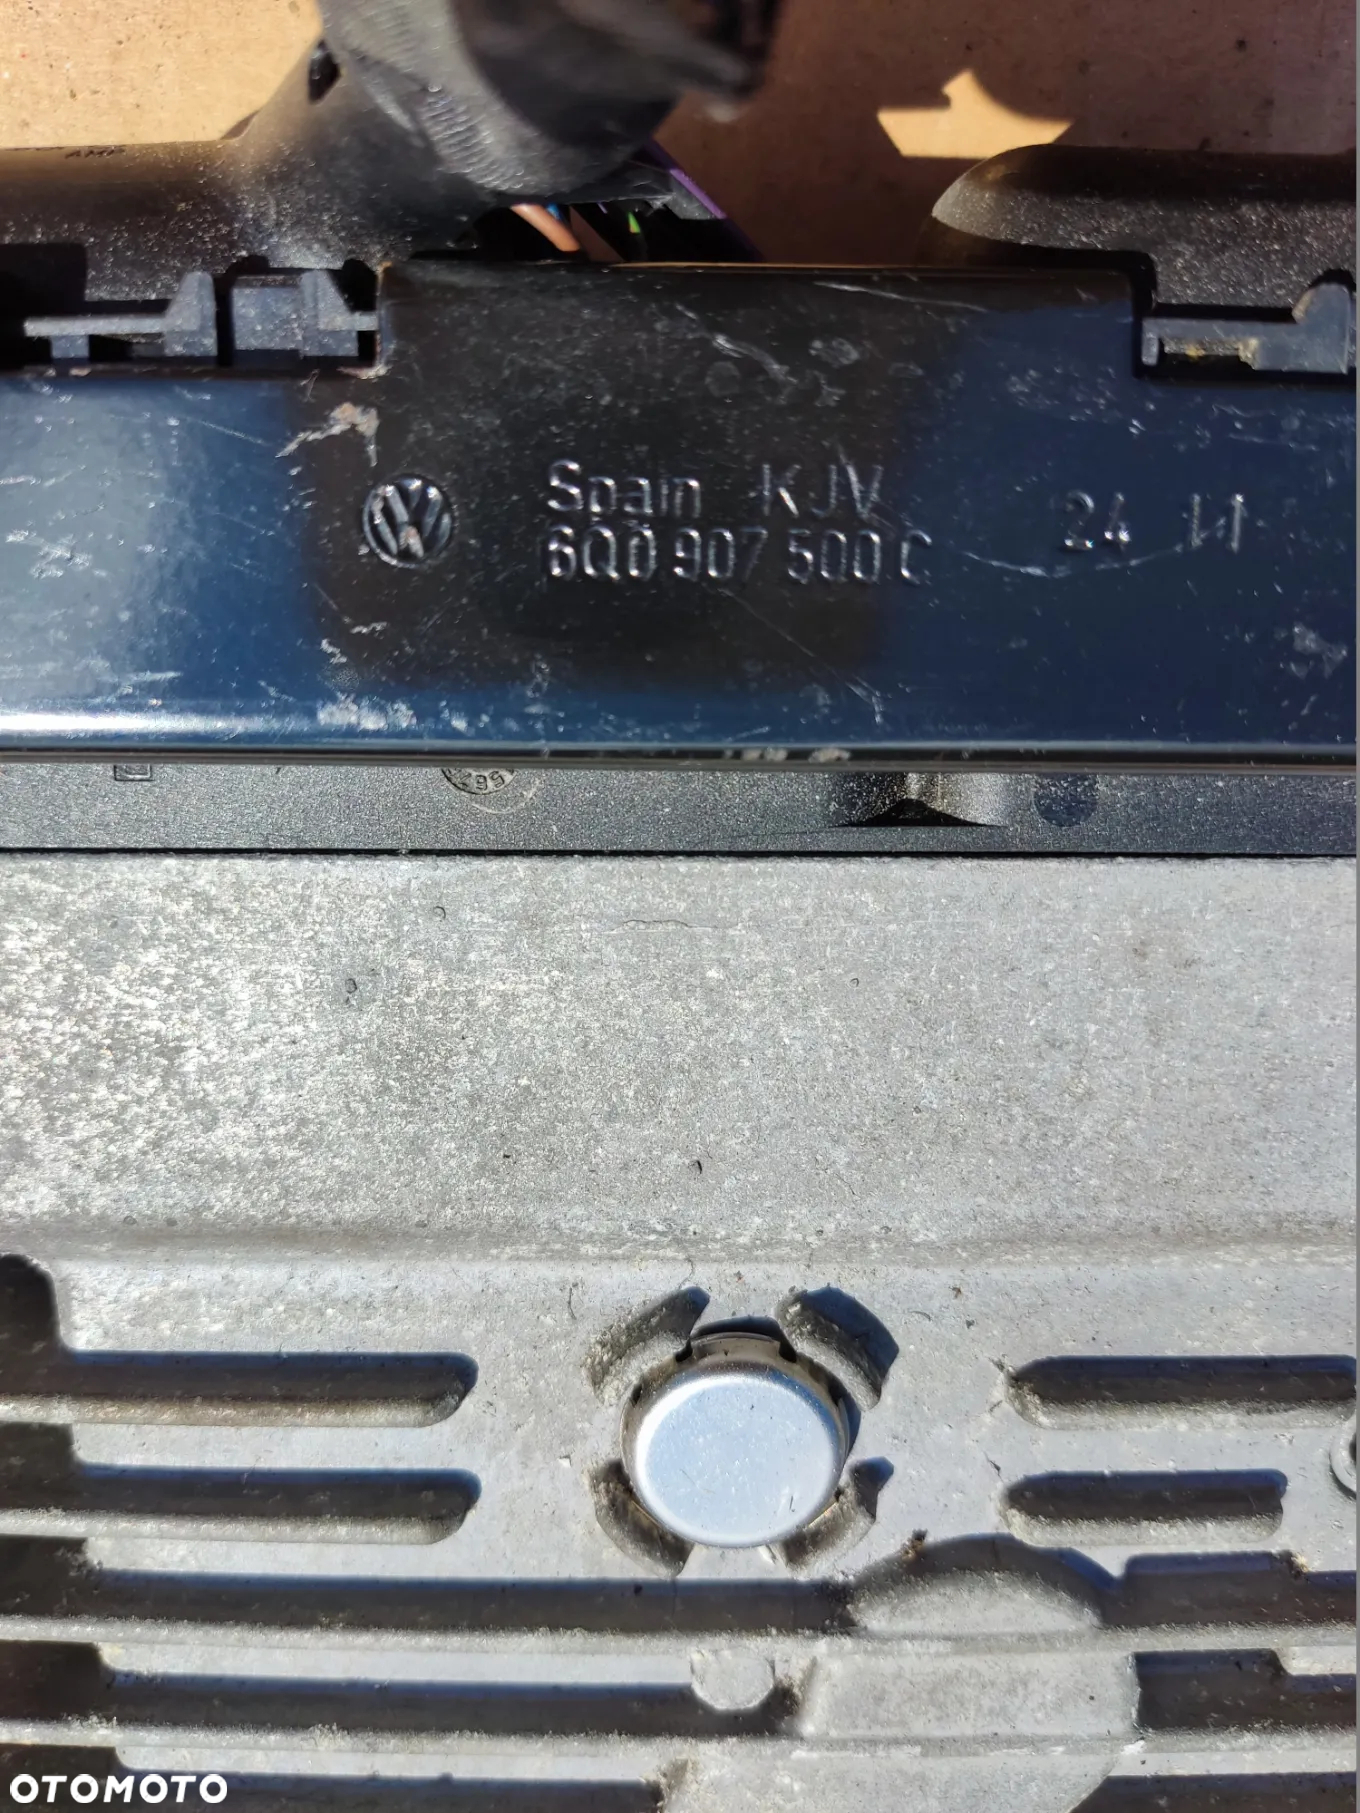 Spain KJV
6Q0 907 500 C
24 11
OTOMOTO